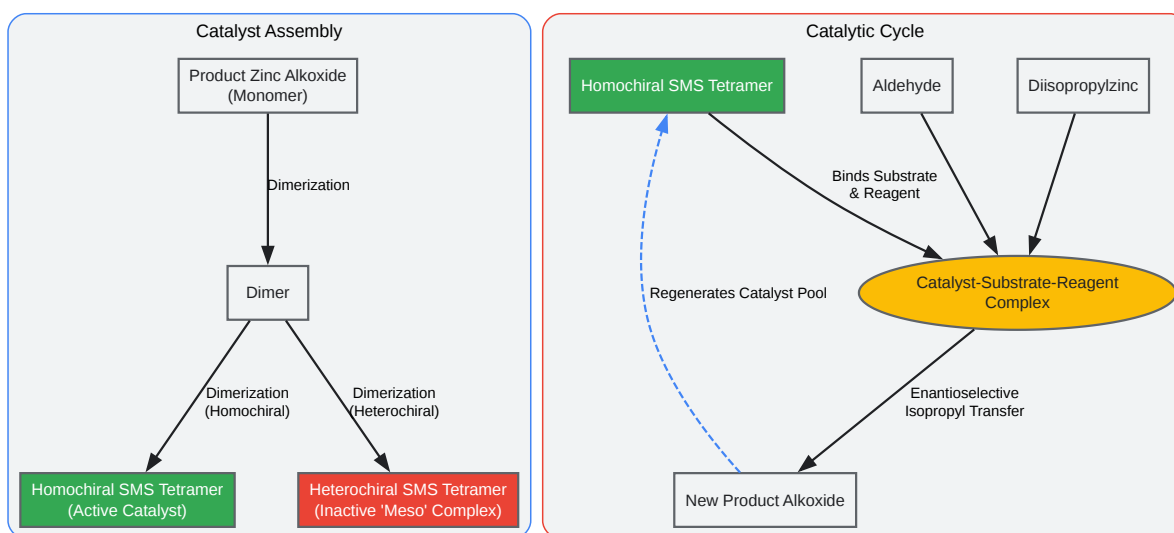 Catalyst Assembly
Product Zinc Alkoxide
(Monomer)
Dimerization
Dimer
Dimerization
(Homochiral)
Dimerization
(Heterochiral)
Homochiral SMS Tetramer
(Active Catalyst)
Heterochiral SMS Tetramer
(Inactive 'Meso' Complex)
Catalytic Cycle
Homochiral SMS Tetramer
Aldehyde
Diisopropylzinc
Binds Substrate
& Reagent
Regenerates Catalyst Pool
Catalyst-Substrate-Reagent
Complex
Enantioselective
Isopropyl Transfer
New Product Alkoxide